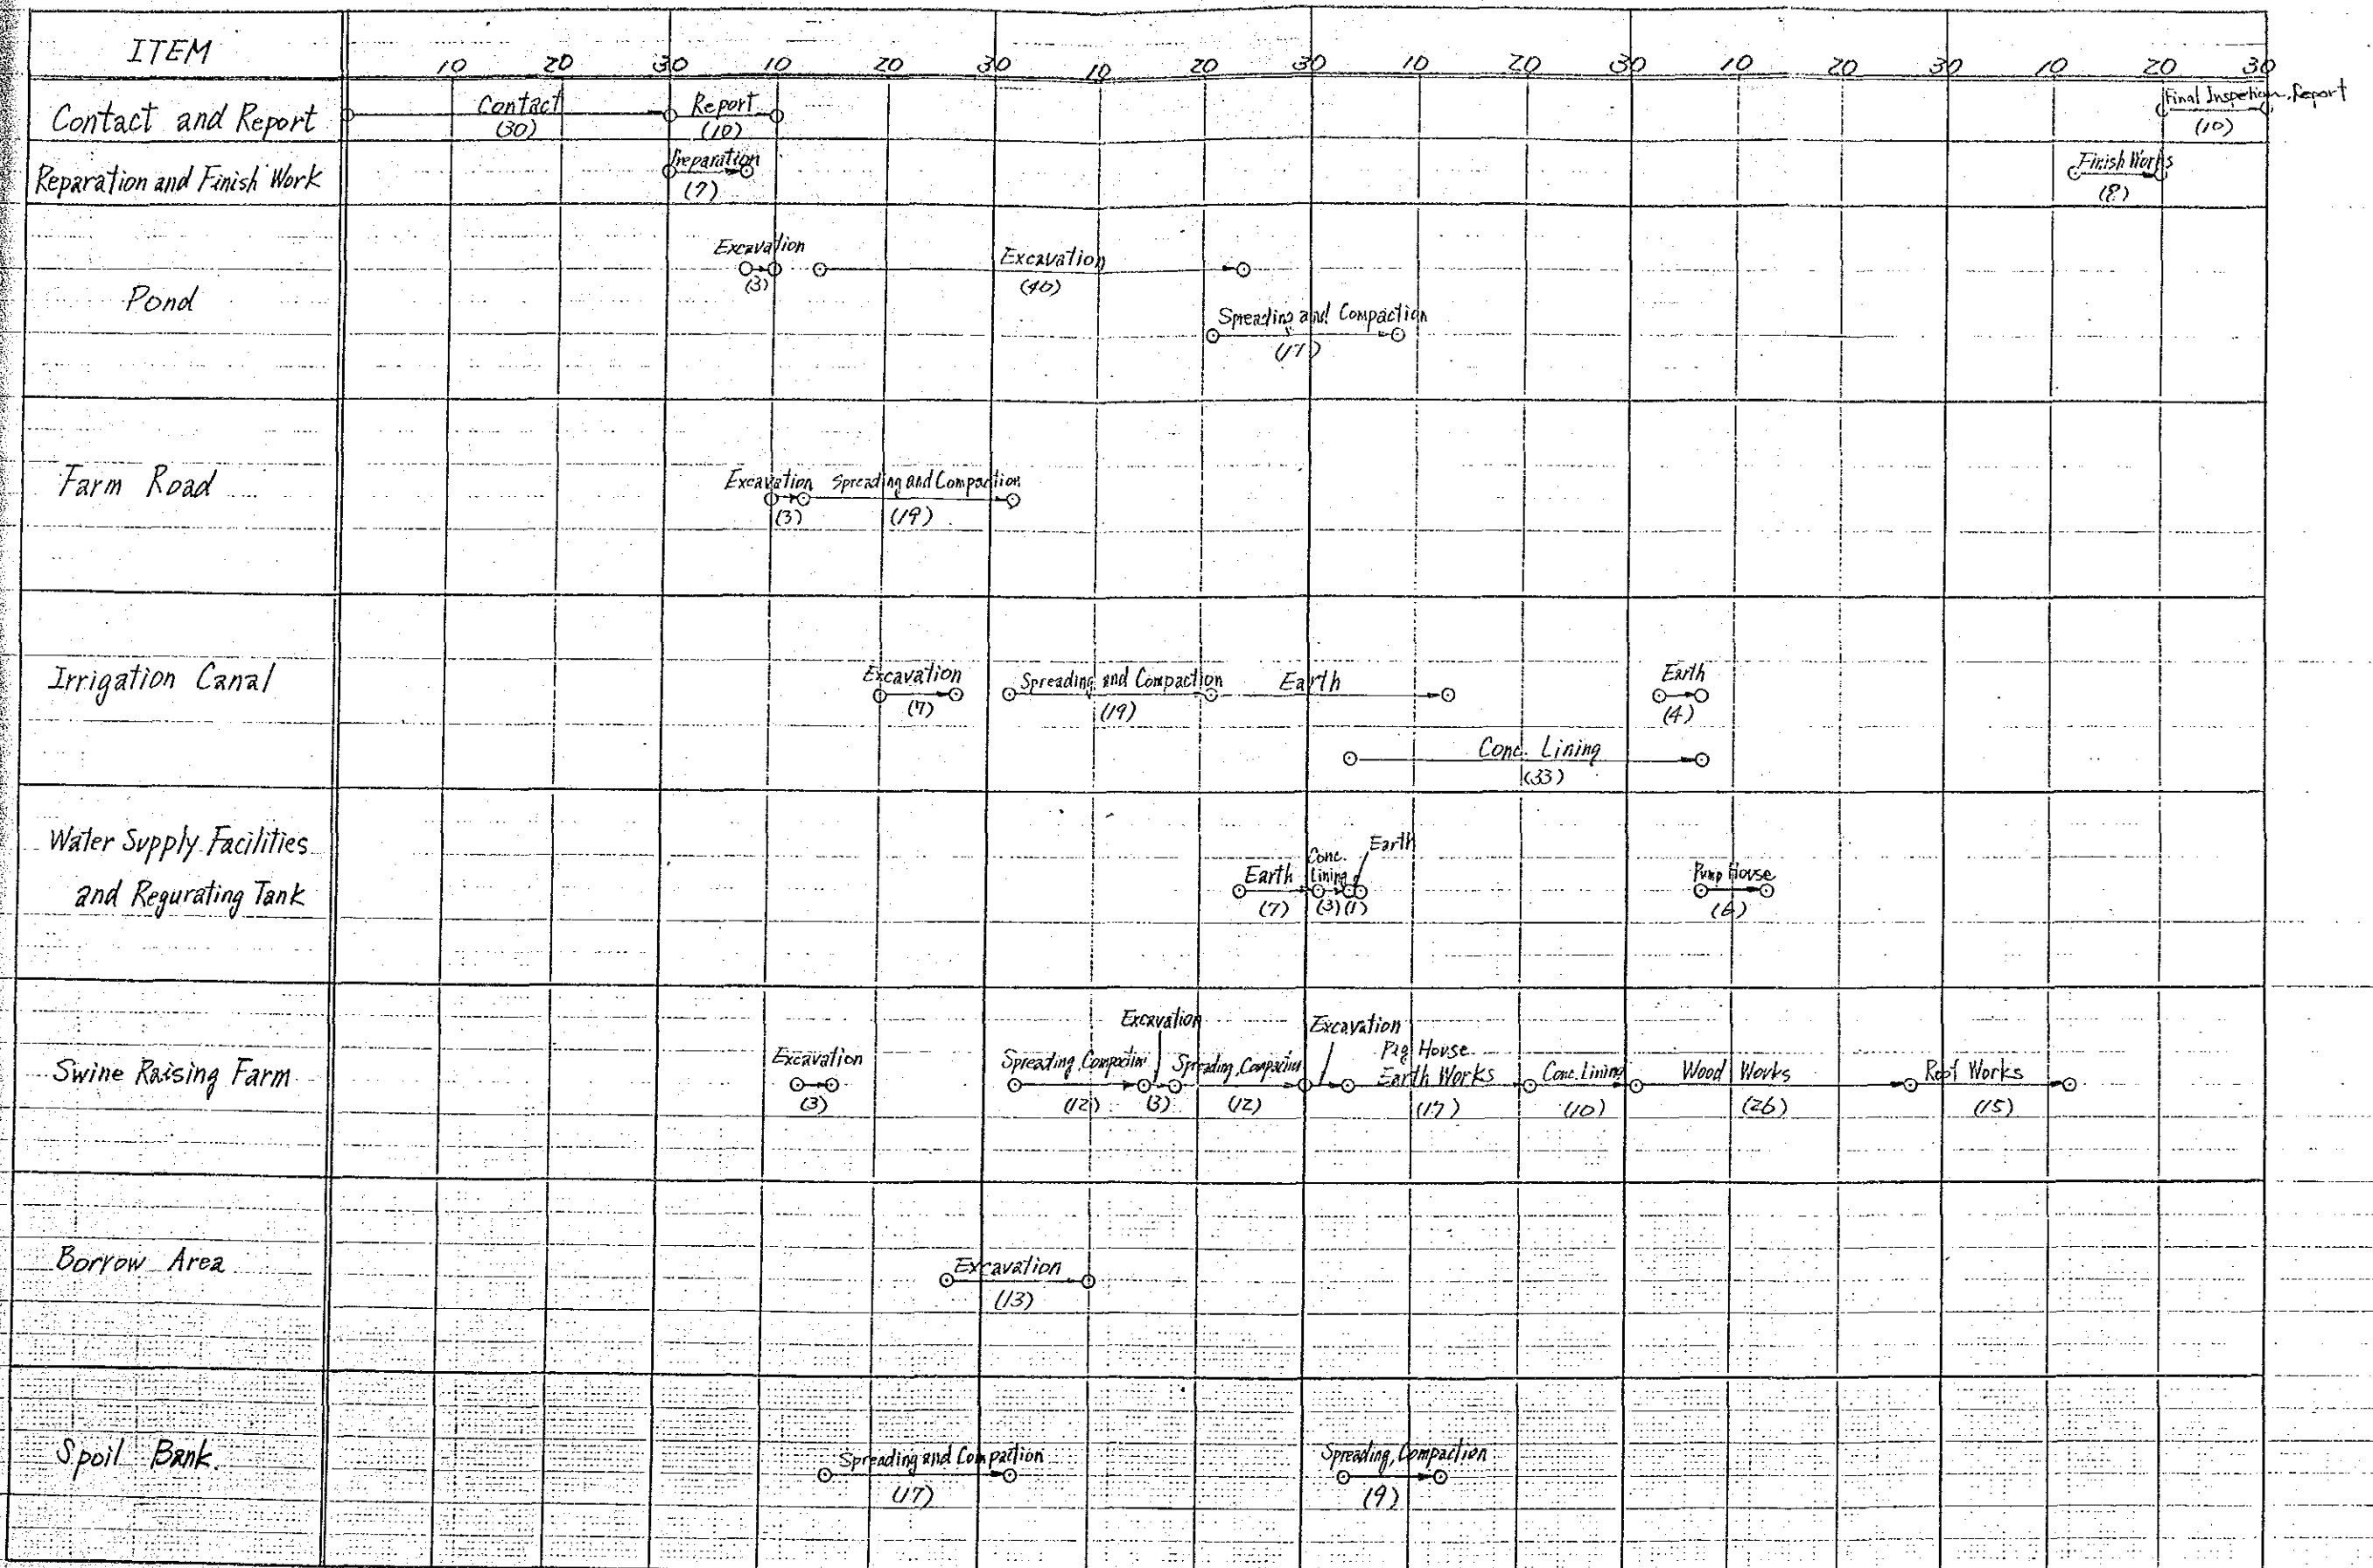 ITEM
10 20 30 10 20 30 10 20 30 10 20 30 10 20 30 10 20 30
Contact and Report
Contact
(30)
Report
(10)
Final Inspetion, Report
(10)
Reparation and Finish Work
Preparation
(7)
Finish Works
(8)
Pond
Excavation
(3)
Excavation
(40)
Spreading and Compaction
(17)
Farm Road
Excavation
(3)
Spreading and Compaction
(19)
Irrigation Canal
Excavation
(7)
Spreading and Compaction
(19)
Earth
Earth
(4)
Conc. Lining
(33)
Water Supply Facilities
and Regurating Tank
Earth
(7)
Conc.
Lining
(3)
Earth
(1)
Pump House
(6)
Swine Raising Farm
Excavation
(3)
Spreading, Compaction
(12)
Excavation
(3)
Spreading, Compaction
(12)
Excavation
Pig House
Earth Works
(17)
Conc. Lining
(10)
Wood Works
(26)
Roof Works
(15)
Borrow Area
Excavation
(13)
Spoil Bank.
Spreading and Compaction
(17)
Spreading, Compaction
(9)